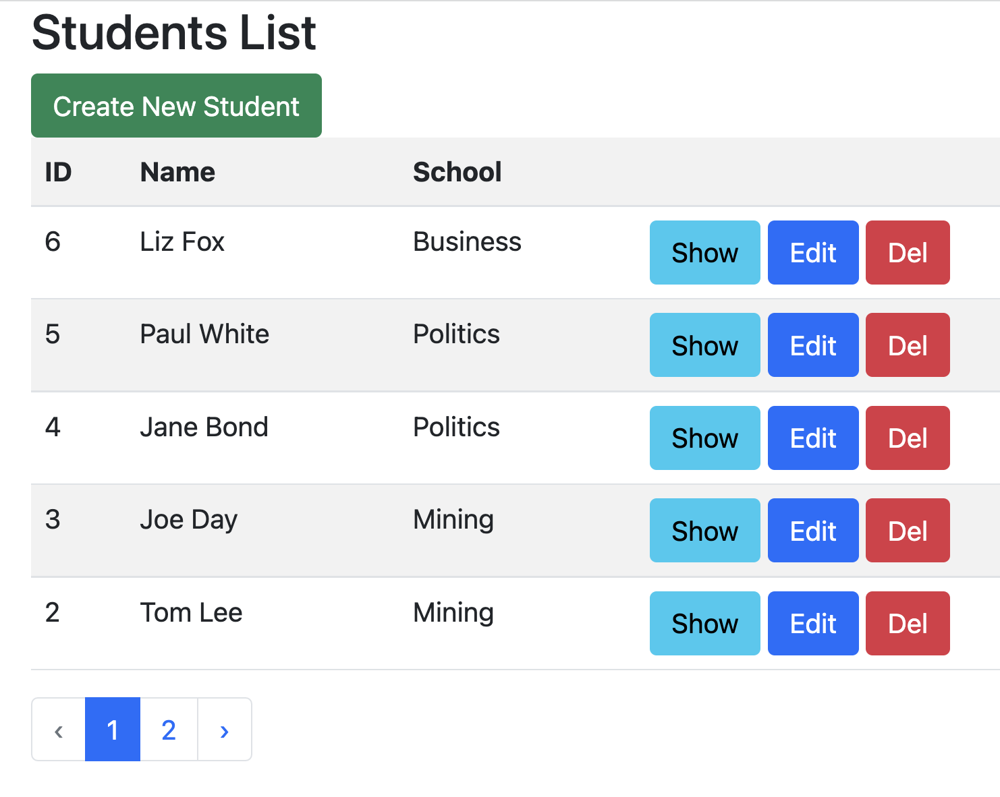 Students List
Create New Student
ID Name School
6 Liz Fox Business Show Edit Del
5 Paul White Politics Show Edit Del
4 Jane Bond Politics Show Edit Del
3 Joe Day Mining Show Edit Del
2 Tom Lee Mining Show Edit Del
‹ 1 2 ›